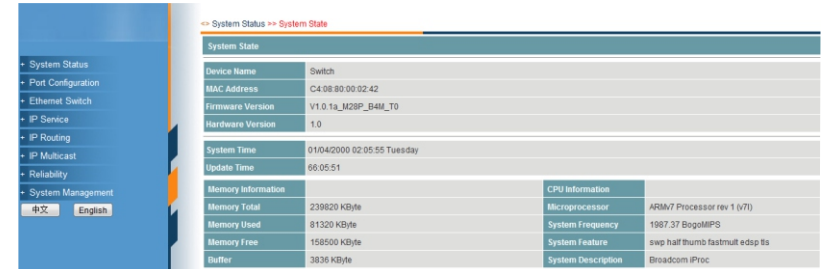 <> System Status >> System State
System State
+ System Status
+ Port Configuration
+ Ethernet Switch
+ IP Service
+ IP Routing
+ IP Multicast
+ Reliability
+ System Management
中文 English
Device Name Switch
MAC Address C4:08:80:00:02:42
Firmware Version V1.0.1a_M28P_B4M_T0
Hardware Version 1.0
System Time 01/04/2000 02:05:55 Tuesday
Update Time 66:05:51
Memory Information CPU Information
Memory Total 239820 KByte Microprocessor ARMv7 Processor rev 1 (v7l)
Memory Used 81320 KByte System Frequency 1987.37 BogoMIPS
Memory Free 158500 KByte System Feature swp half thumb fastmult edsp tls
Buffer 3836 KByte System Description Broadcom iProc